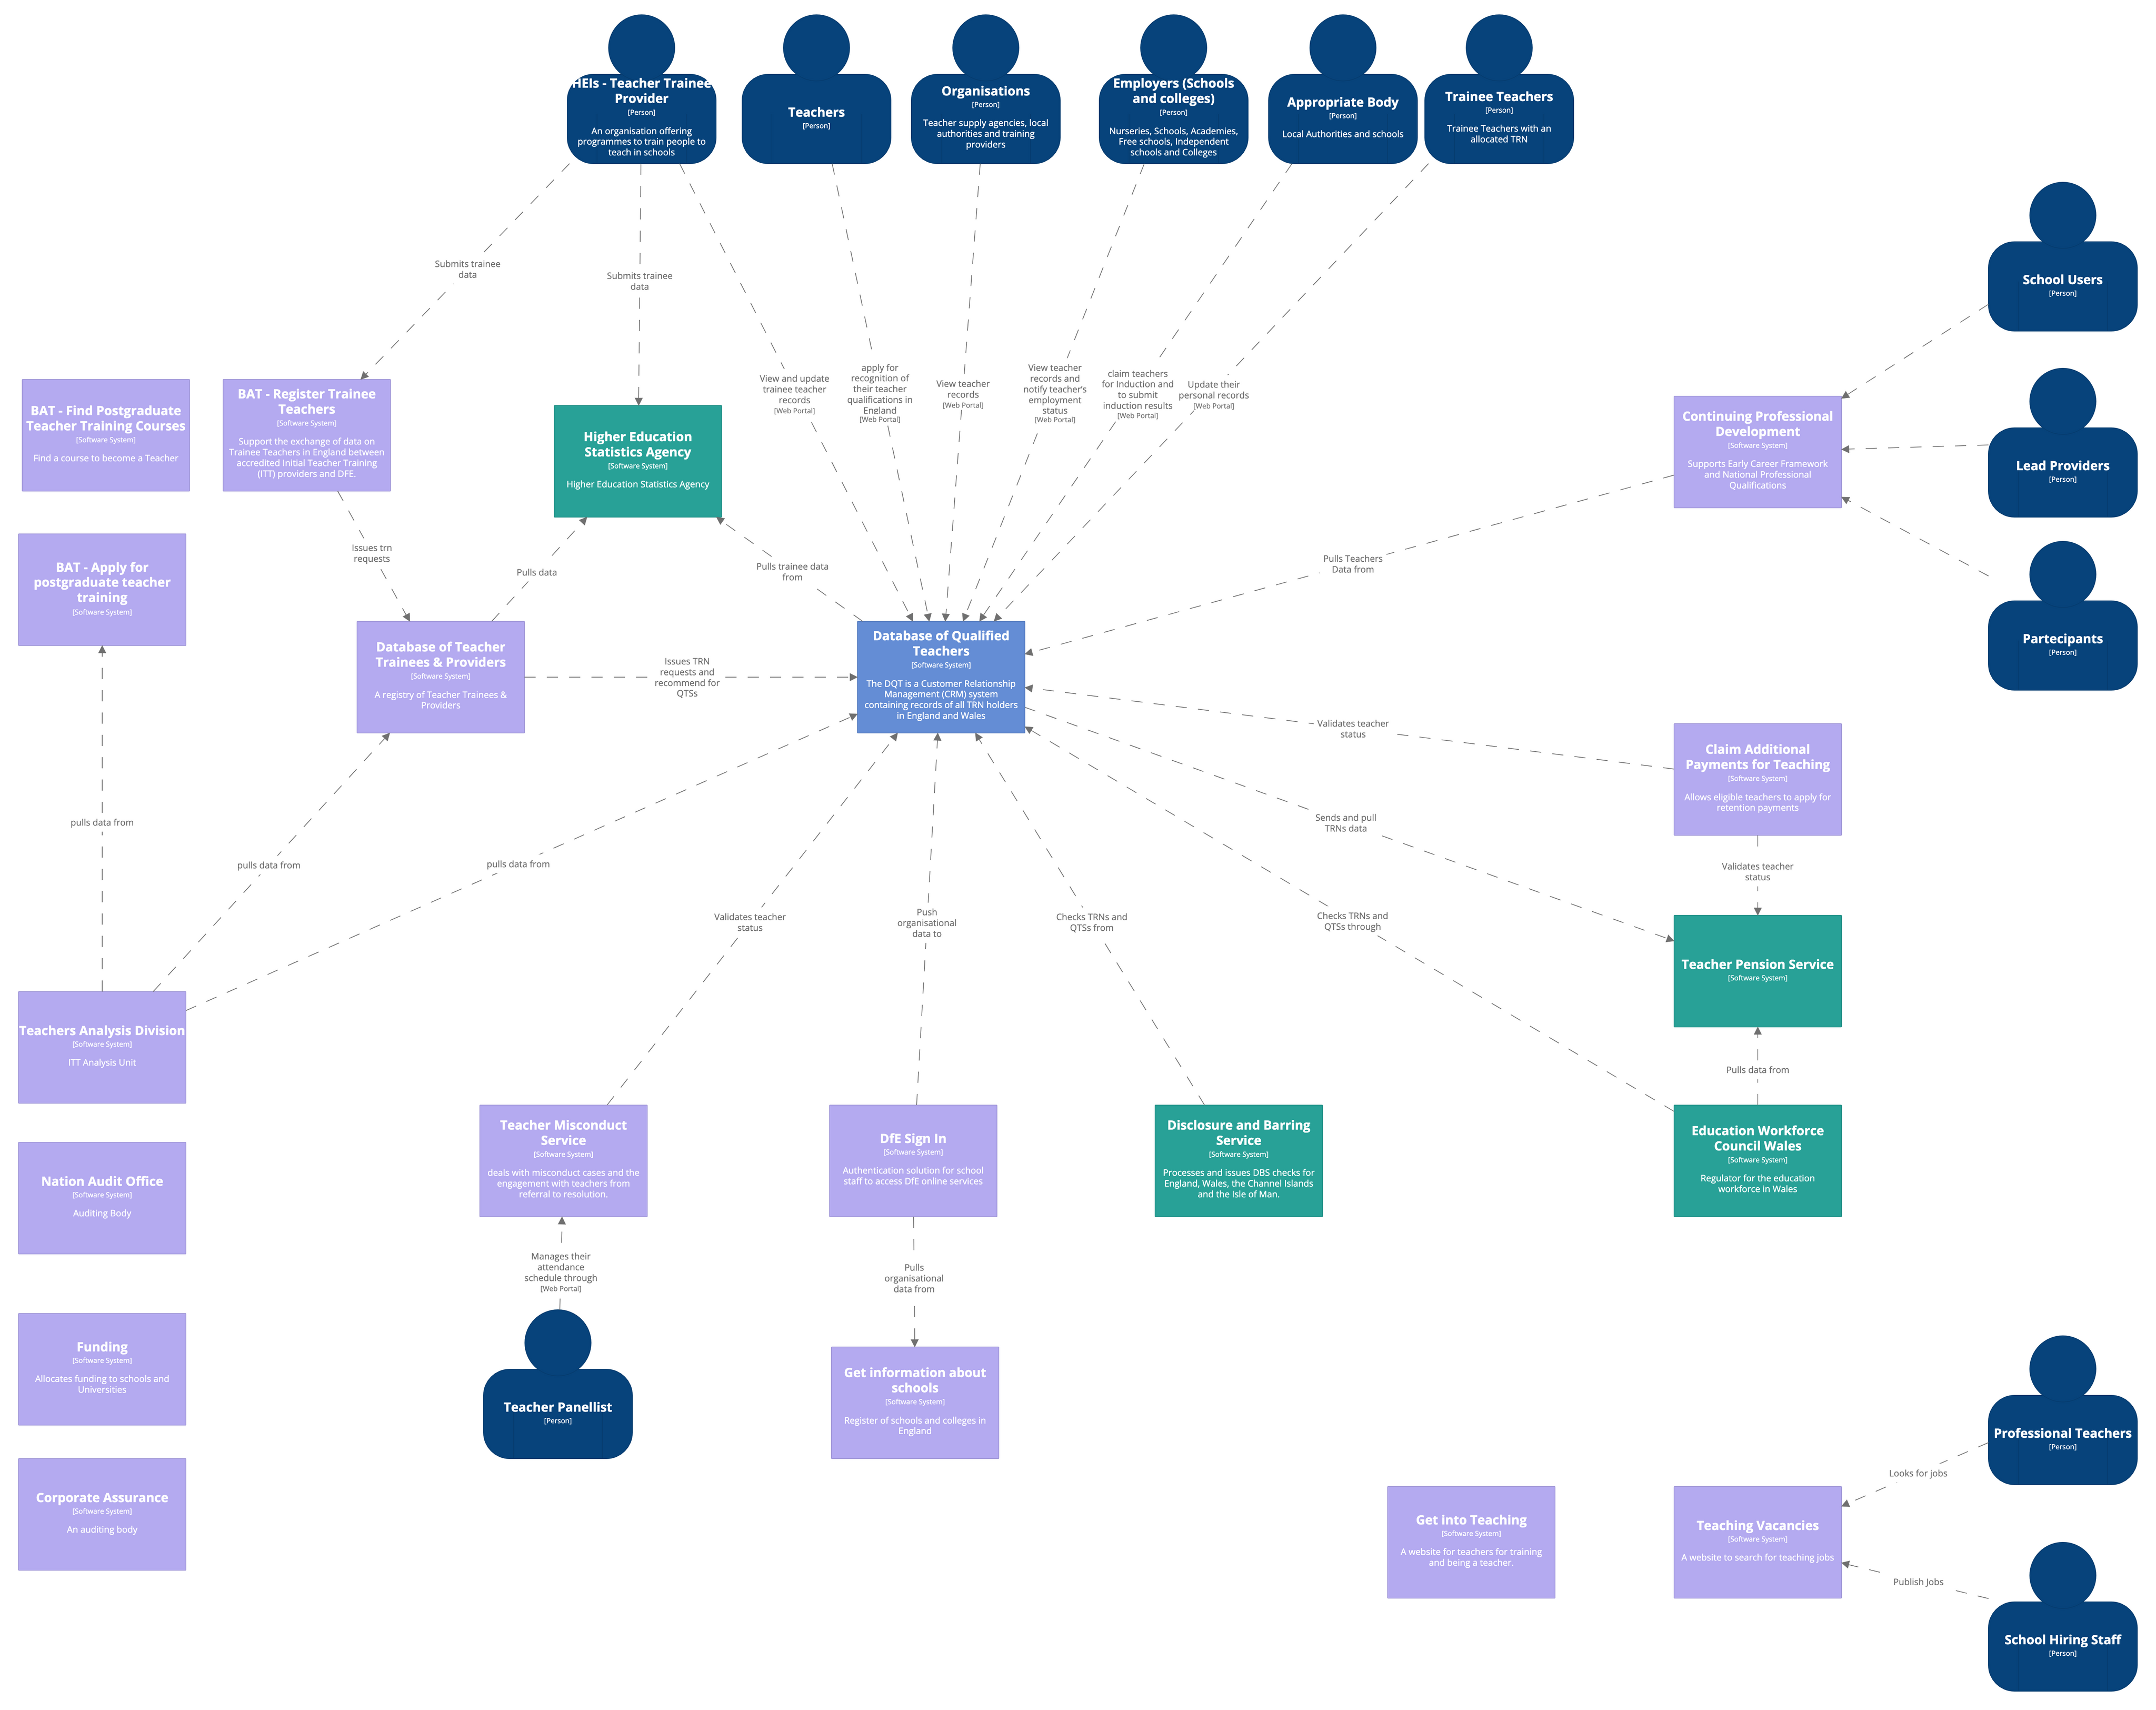 HEIs - Teacher Trainee
Provider
[Person]
An organisation offering
programmes to train people to
teach in schools
Teachers
[Person]
Organisations
[Person]
Teacher supply agencies, local
authorities and training
providers
Employers (Schools
and colleges)
[Person]
Nurseries, Schools, Academies,
Free schools, Independent
schools and Colleges
Appropriate Body
[Person]
Local Authorities and schools
Trainee Teachers
[Person]
Trainee Teachers with an
allocated TRN
School Users
[Person]
Submits trainee
data
Submits trainee
data
View and update
trainee teacher
records
[Web Portal]
apply for
recognition of
their teacher
qualifications in
England
[Web Portal]
View teacher
records
[Web Portal]
View teacher
records and
notify teacher's
employment
status
[Web Portal]
claim teachers
for Induction and
to submit
induction results
[Web Portal]
Update their
personal records
[Web Portal]
BAT - Find Postgraduate
Teacher Training Courses
[Software System]
Find a course to become a Teacher
BAT - Register Trainee
Teachers
[Software System]
Support the exchange of data on
Trainee Teachers in England between
accredited Initial Teacher Training
(ITT) providers and DFE.
Higher Education
Statistics Agency
[Software System]
Higher Education Statistics Agency
Continuing Professional
Development
[Software System]
Supports Early Career Framework
and National Professional
Qualifications
Lead Providers
[Person]
Issues trn
requests
Pulls data
Pulls trainee data
from
Pulls Teachers
Data from
BAT - Apply for
postgraduate teacher
training
[Software System]
Database of Teacher
Trainees & Providers
[Software System]
A registry of Teacher Trainees &
Providers
Issues TRN
requests and
recommend for
QTSs
Database of Qualified
Teachers
[Software System]
The DQT is a Customer Relationship
Management (CRM) system
containing records of all TRN holders
in England and Wales
Partecipants
[Person]
Validates teacher
status
Claim Additional
Payments for Teaching
[Software System]
Allows eligible teachers to apply for
retention payments
pulls data from
pulls data from
pulls data from
Sends and pull
TRNs data
Validates teacher
status
Validates teacher
status
Push
organisational
data to
Checks TRNs and
QTSs from
Checks TRNs and
QTSs through
Teacher Pension Service
[Software System]
Teachers Analysis Division
[Software System]
ITT Analysis Unit
Pulls data from
Teacher Misconduct
Service
[Software System]
deals with misconduct cases and the
engagement with teachers from
referral to resolution.
DfE Sign In
[Software System]
Authentication solution for school
staff to access DfE online services
Disclosure and Barring
Service
[Software System]
Processes and issues DBS checks for
England, Wales, the Channel Islands
and the Isle of Man.
Education Workforce
Council Wales
[Software System]
Regulator for the education
workforce in Wales
Nation Audit Office
[Software System]
Auditing Body
Manages their
attendance
schedule through
[Web Portal]
Pulls
organisational
data from
Funding
[Software System]
Allocates funding to schools and
Universities
Teacher Panellist
[Person]
Get information about
schools
[Software System]
Register of schools and colleges in
England
Professional Teachers
[Person]
Looks for jobs
Corporate Assurance
[Software System]
An auditing body
Get into Teaching
[Software System]
A website for teachers for training
and being a teacher.
Teaching Vacancies
[Software System]
A website to search for teaching jobs
Publish Jobs
School Hiring Staff
[Person]